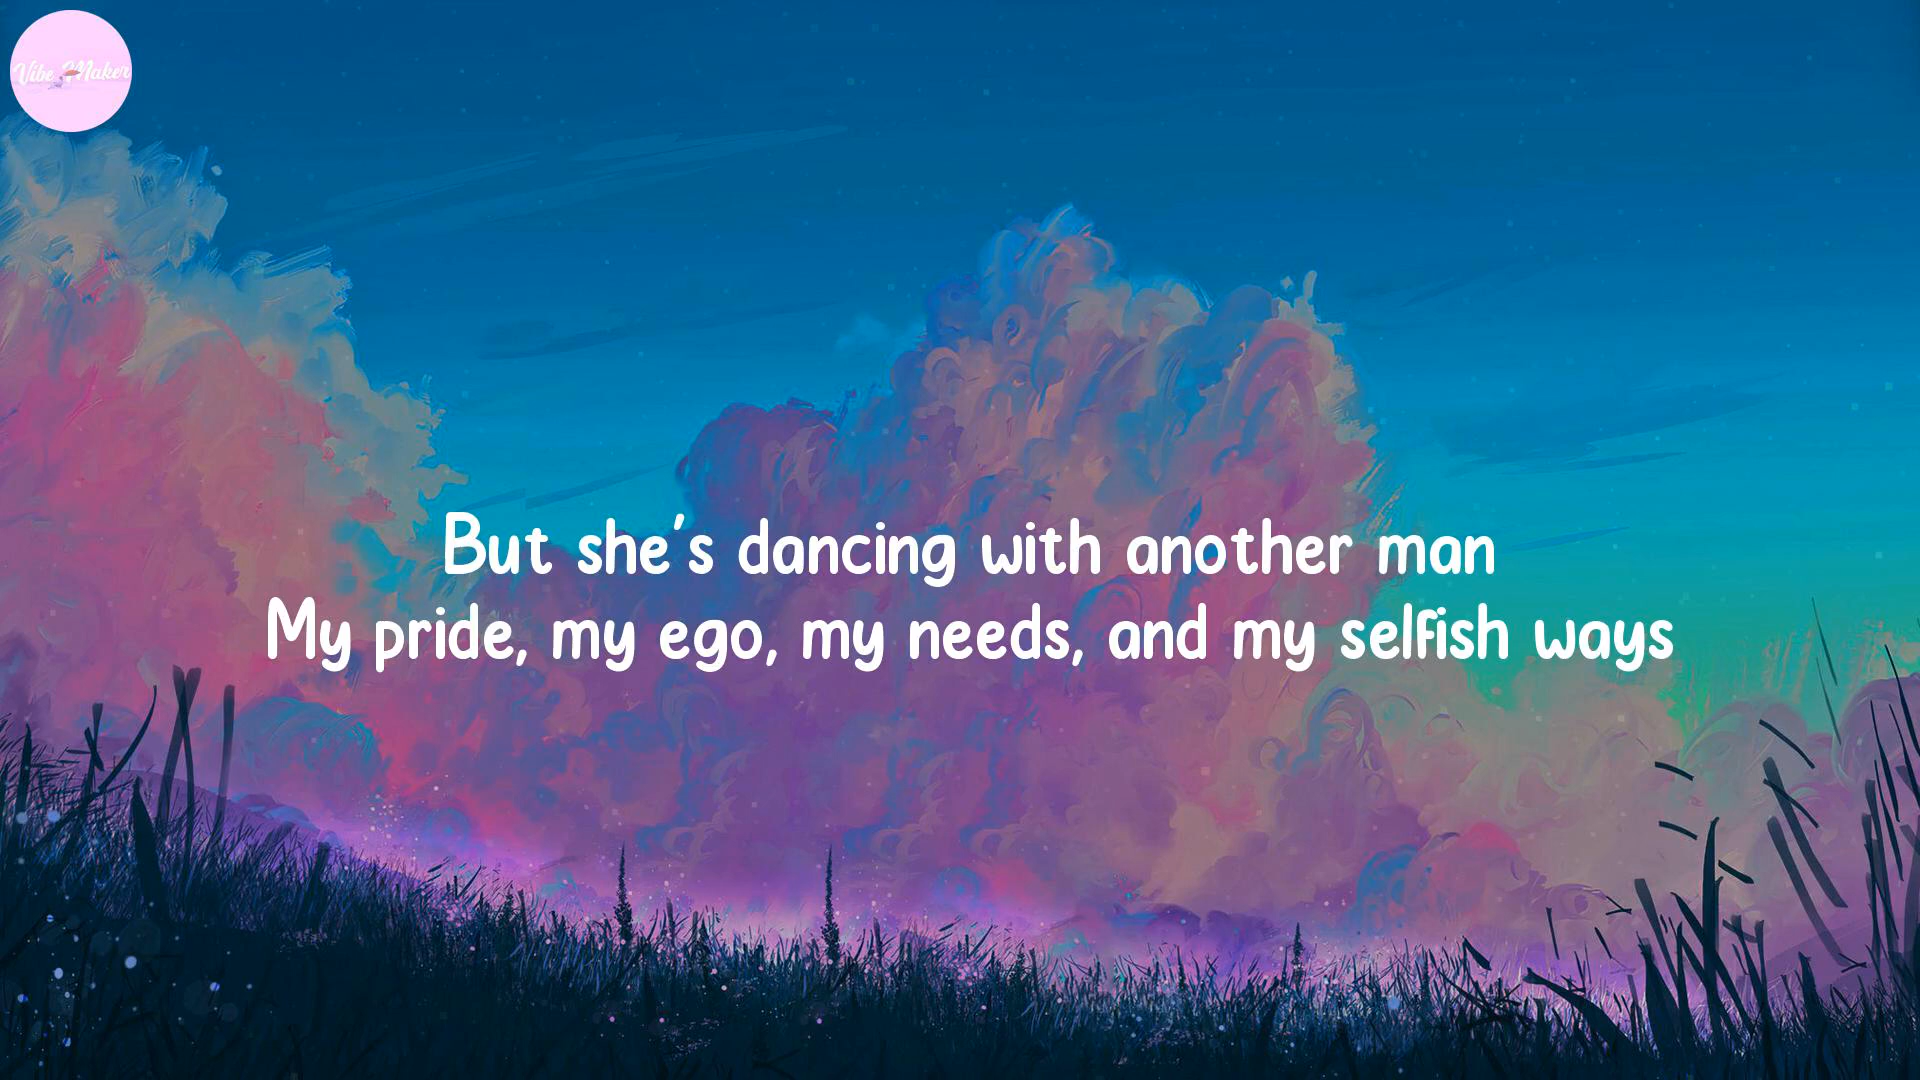 Vibe Maker
But she's dancing with another man
My pride, my ego, my needs, and my selfish ways